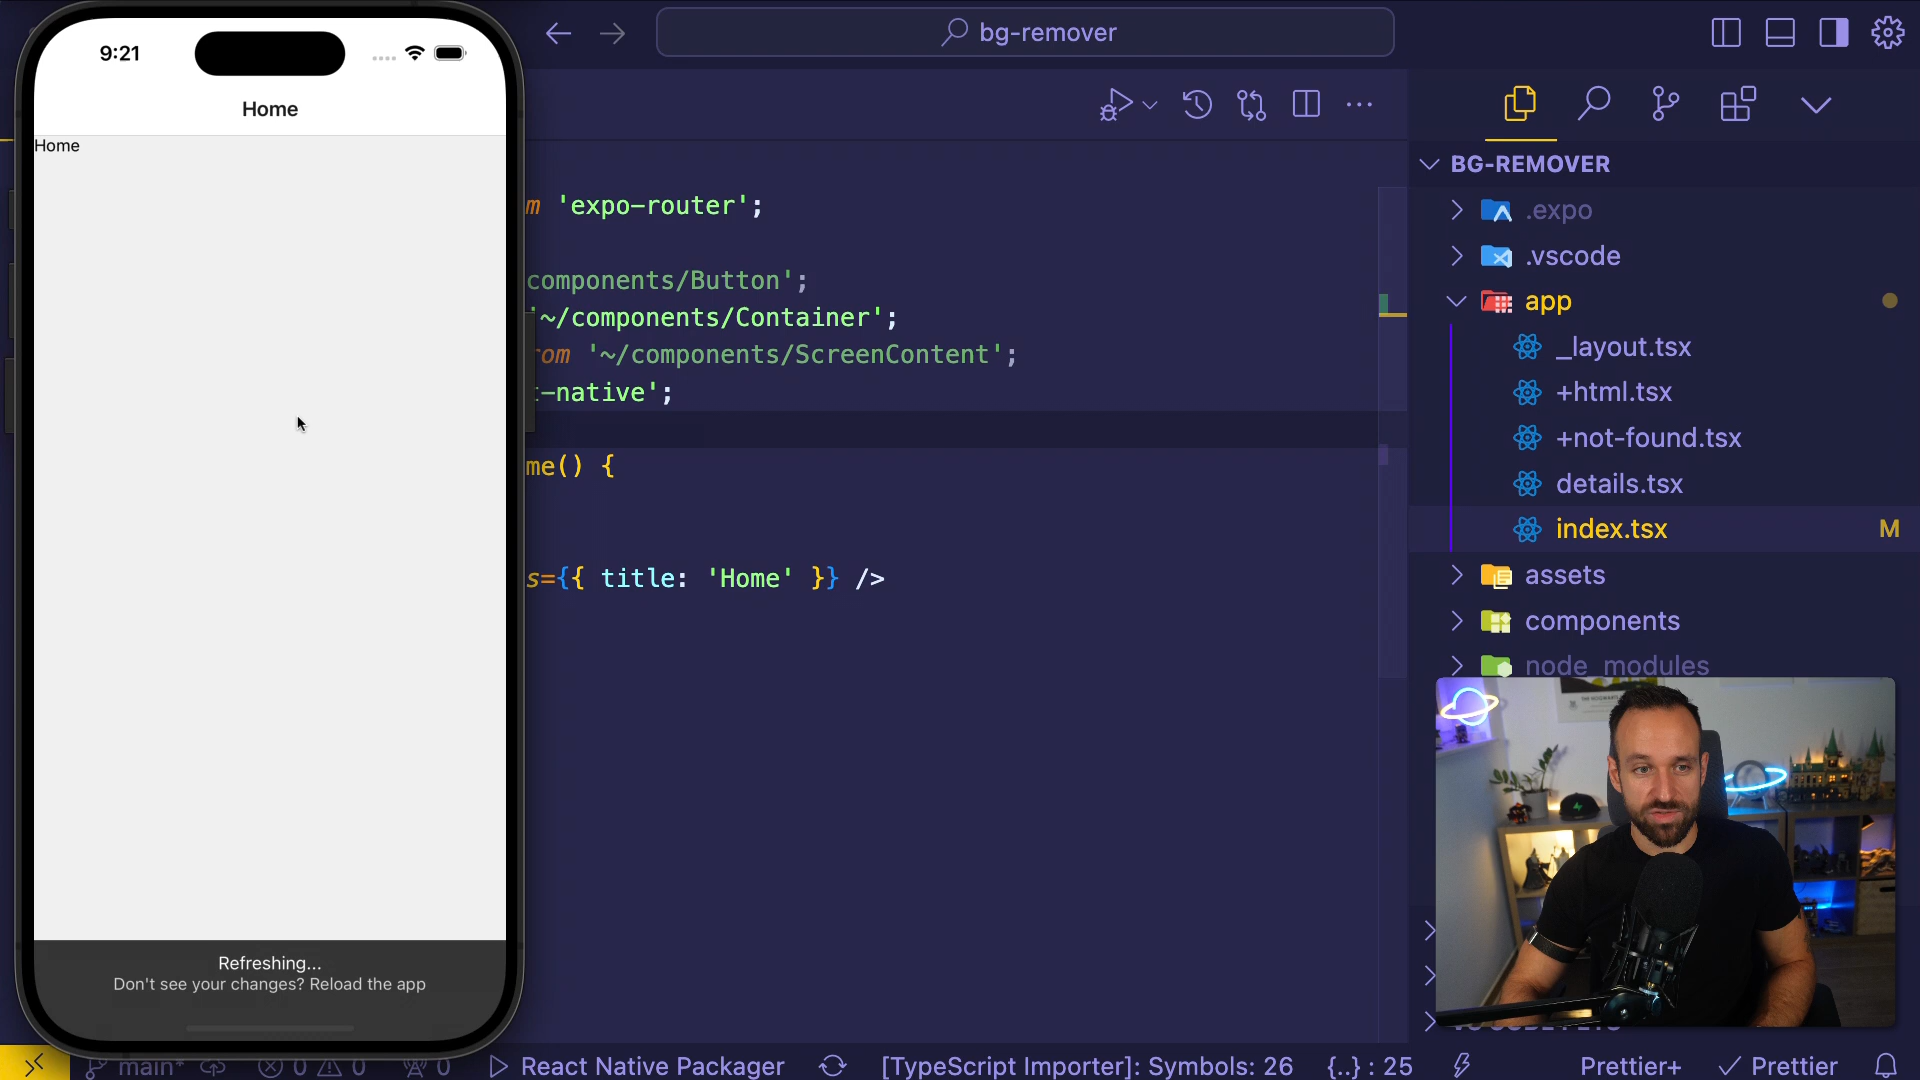 9:21
Home
Home
Refreshing...
Don't see your changes? Reload the app
bg-remover
m 'expo-router';
components/Button';
'~/components/Container';
rom '~/components/ScreenContent';
t-native';
me() {
s={{ title: 'Home' }} />
BG-REMOVER
.expo
.vscode
app
_layout.tsx
+html.tsx
+not-found.tsx
details.tsx
index.tsx M
assets
components
node_modules
main* 0 0 0 React Native Packager [TypeScript Importer]: Symbols: 26 {..} : 25 Prettier+ Prettier